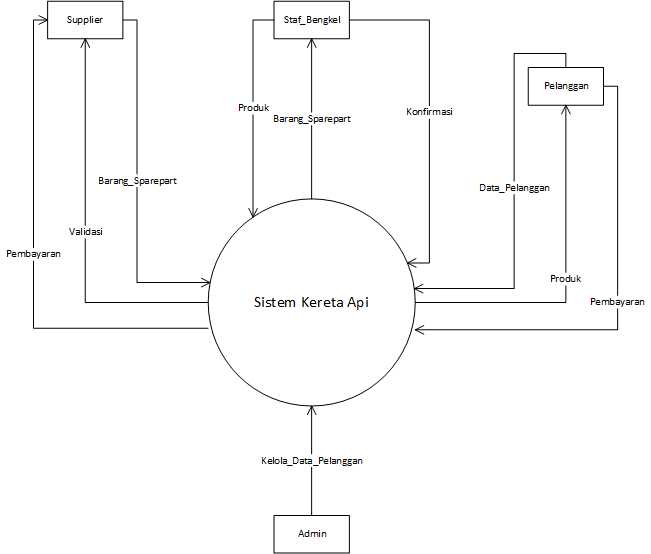 Supplier
Staf_Bengkel
Pelanggan
Produk
Konfirmasi
Barang_Sparepart
Barang_Sparepart
Data_Pelanggan
Validasi
Pembayaran
Produk
Sistem Kereta Api
Pembayaran
Kelola_Data_Pelanggan
Admin